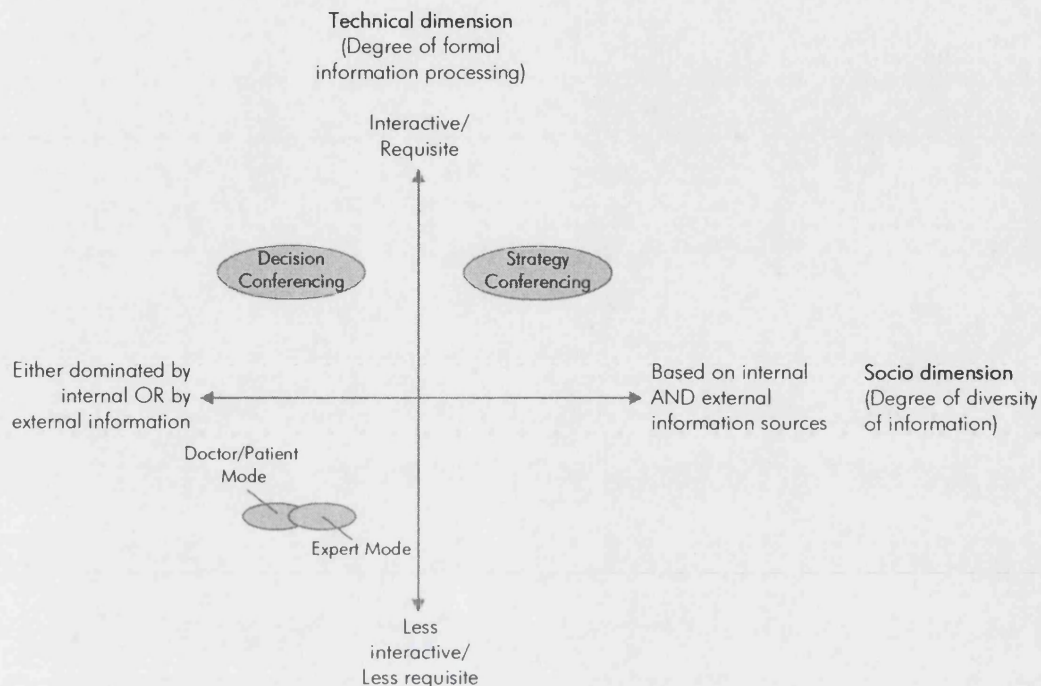 Technical dimension
(Degree of formal
information processing)
Interactive/
Requisite
Decision
Conferencing
Strategy
Conferencing
Either dominated by
internal OR by
external information
Based on internal
AND external
information sources
Socio dimension
(Degree of diversity
of information)
Doctor/Patient
Mode
Expert Mode
Less
interactive/
Less requisite